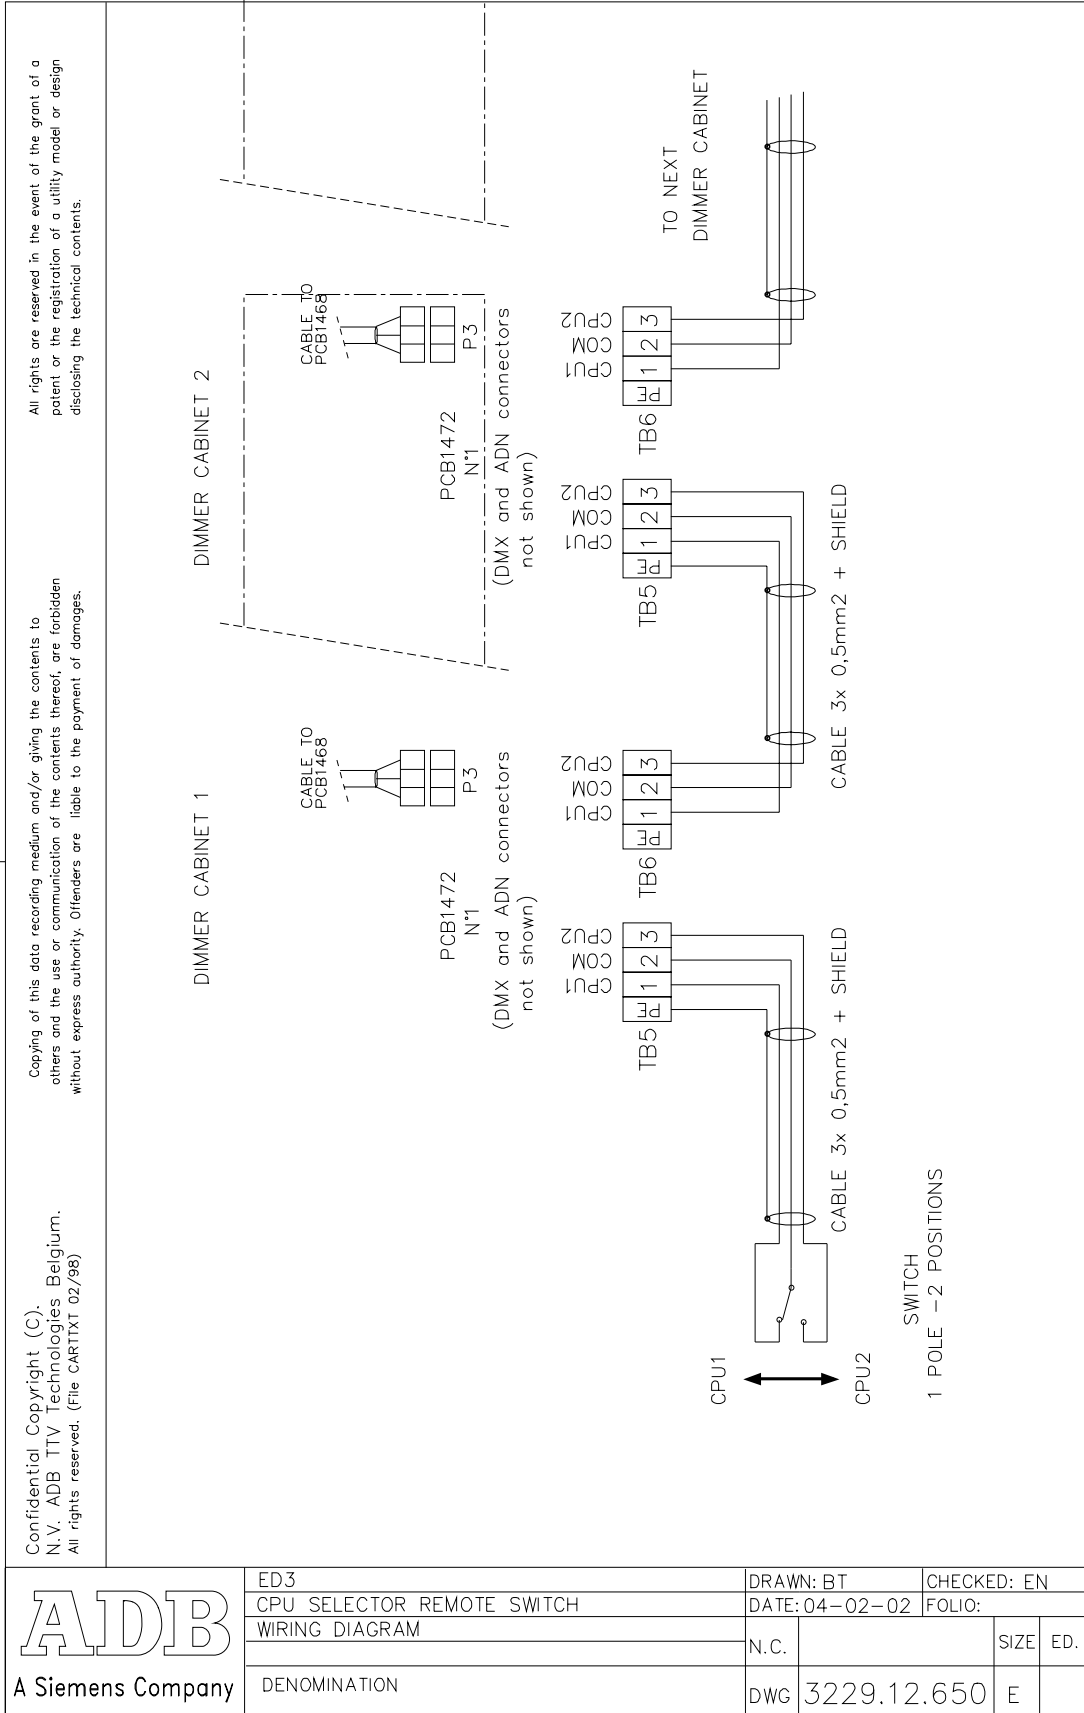 All rights are reserved in the event of the grant of a
patent or the registration of a utility model or design
disclosing the technical contents.
Copying of this data recording medium and/or giving the contents to
others and the use or communication of the contents thereof, are forbidden
without express authority. Offenders are liable to the payment of damages.
Confidential Copyright (C).
N.V. ADB TTV Technologies Belgium.
All rights reserved. (File CARTTXT 02/98)
DIMMER CABINET 1
CABLE TO
PCB1468
P3
PCB1472
N°1
(DMX and ADN connectors
not shown)
DIMMER CABINET 2
CABLE TO
PCB1468
P3
PCB1472
N°1
(DMX and ADN connectors
not shown)
TB5
PE
1
2
3
CPU1
COM
CPU2
TB6
PE
1
2
3
CPU1
COM
CPU2
TB5
PE
1
2
3
CPU1
COM
CPU2
TB6
PE
1
2
3
CPU1
COM
CPU2
TO NEXT
DIMMER CABINET
CABLE 3x 0,5mm2 + SHIELD
CABLE 3x 0,5mm2 + SHIELD
CPU1
CPU2
SWITCH
1 POLE -2 POSITIONS
ADB
A Siemens Company
ED3
CPU SELECTOR REMOTE SWITCH
WIRING DIAGRAM
DENOMINATION
DRAWN: BT
CHECKED: EN
DATE: 04-02-02
FOLIO:
N.C.
SIZE
ED.
DWG
3229.12.650
E